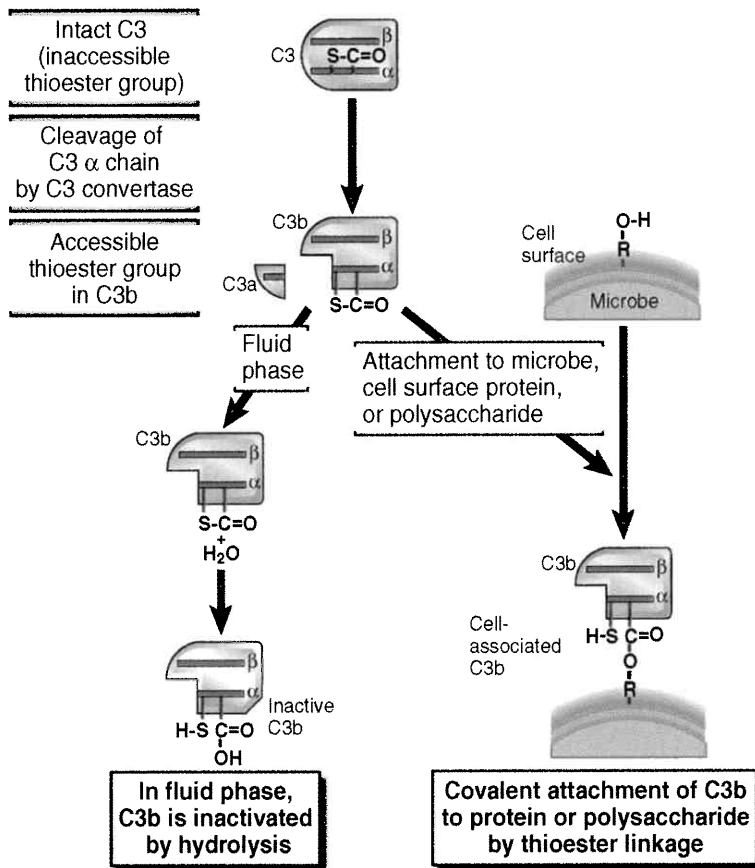 Intact C3
(inaccessible
thioester group)
Cleavage of
C3 α chain
by C3 convertase
Accessible
thioester group
in C3b
C3
β
S-C=O
α
C3b
β
α
C3a
S-C=O
Cell
surface
O-H
R
Microbe
Fluid
phase
Attachment to microbe,
cell surface protein,
or polysaccharide
C3b
β
α
S-C=O
+
H₂O
β
α
H-S C=O
OH
Inactive
C3b
C3b
β
α
H-S C=O
O
R
Cell-
associated
C3b
In fluid phase,
C3b is inactivated
by hydrolysis
Covalent attachment of C3b
to protein or polysaccharide
by thioester linkage